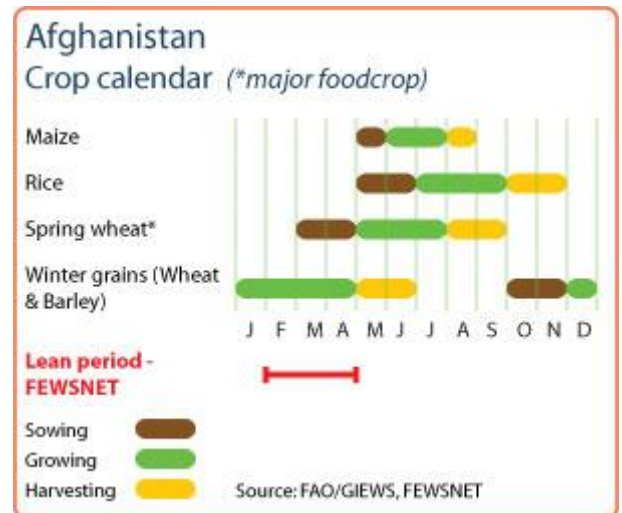 Afghanistan
Crop calendar (*major foodcrop)
Maize
Rice
Spring wheat*
Winter grains (Wheat
& Barley)
J F M A M J J A S O N D
Lean period -
FEWSNET
Sowing
Growing
Harvesting
Source: FAO/GIEWS, FEWSNET